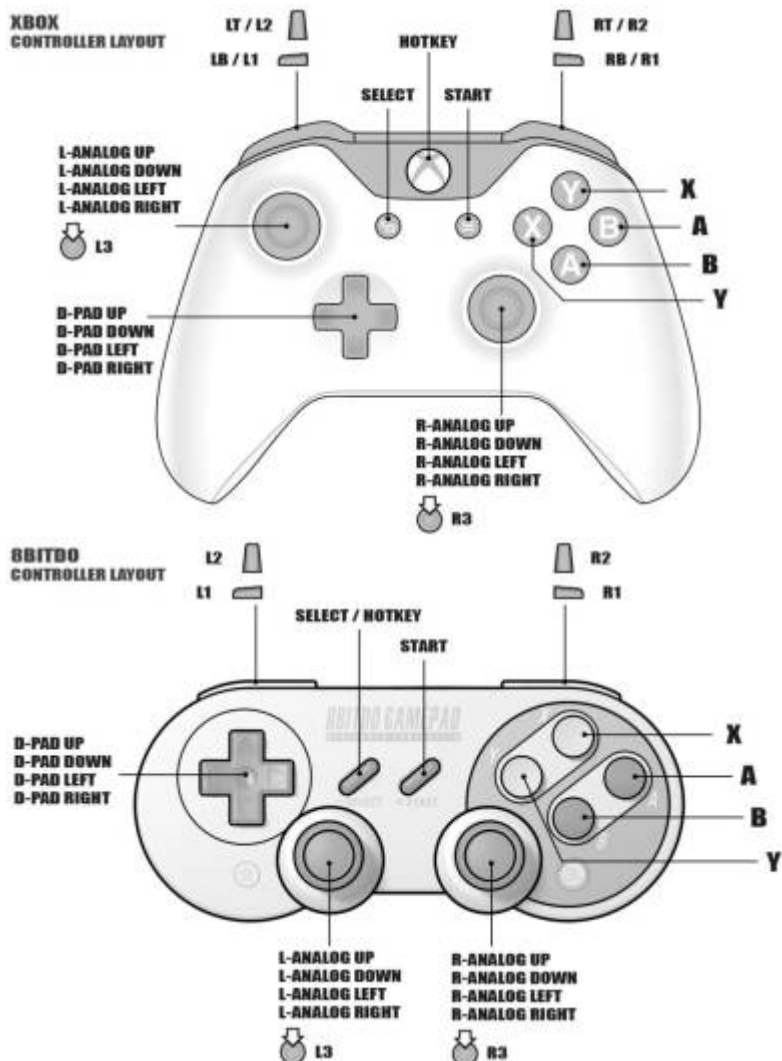 XBOX
CONTROLLER LAYOUT
LT / L2
LB / L1
HOTKEY
RT / R2
RB / R1
SELECT
START
L-ANALOG UP
L-ANALOG DOWN
L-ANALOG LEFT
L-ANALOG RIGHT
L3
Y
X
B
A
X
A
B
Y
D-PAD UP
D-PAD DOWN
D-PAD LEFT
D-PAD RIGHT
R-ANALOG UP
R-ANALOG DOWN
R-ANALOG LEFT
R-ANALOG RIGHT
R3
8BITDO
CONTROLLER LAYOUT
L2
L1
SELECT / HOTKEY
START
R2
R1
8BITDO GAMEPAD
D-PAD UP
D-PAD DOWN
D-PAD LEFT
D-PAD RIGHT
X
A
B
Y
L-ANALOG UP
L-ANALOG DOWN
L-ANALOG LEFT
L-ANALOG RIGHT
L3
R-ANALOG UP
R-ANALOG DOWN
R-ANALOG LEFT
R-ANALOG RIGHT
R3